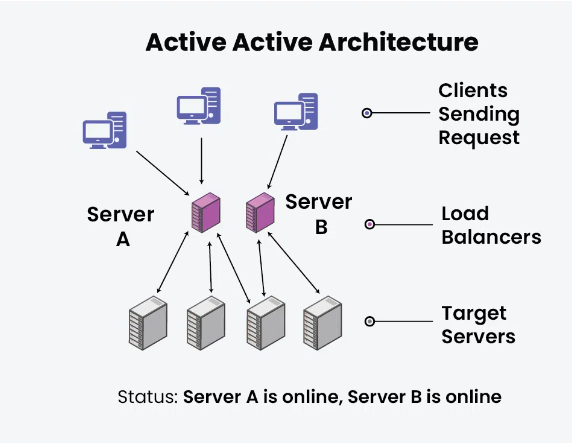 Active Active Architecture
Clients
Sending
Request
Server
A
Server
B
Load
Balancers
Target
Servers
Status: Server A is online, Server B is online